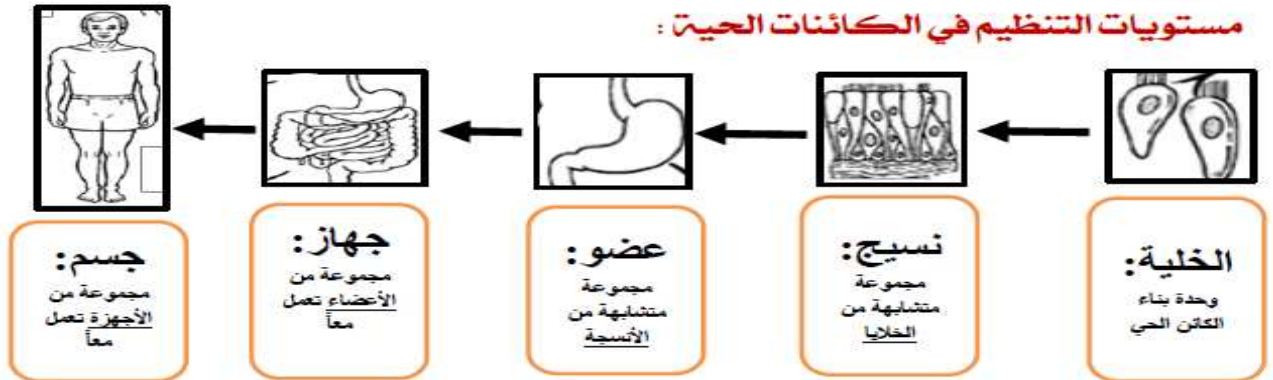 مستويات التنظيم في الكائنات الحية :
الخلية:
وحدة بناء
الكائن الحي
نسيج:
مجموعة
متشابهة من
الخلايا
عضو:
مجموعة
متشابهة من
الأنسجة
جهاز:
مجموعة من
الأعضاء تعمل
معاً
جسم:
مجموعة من
الأجهزة تعمل
معاً